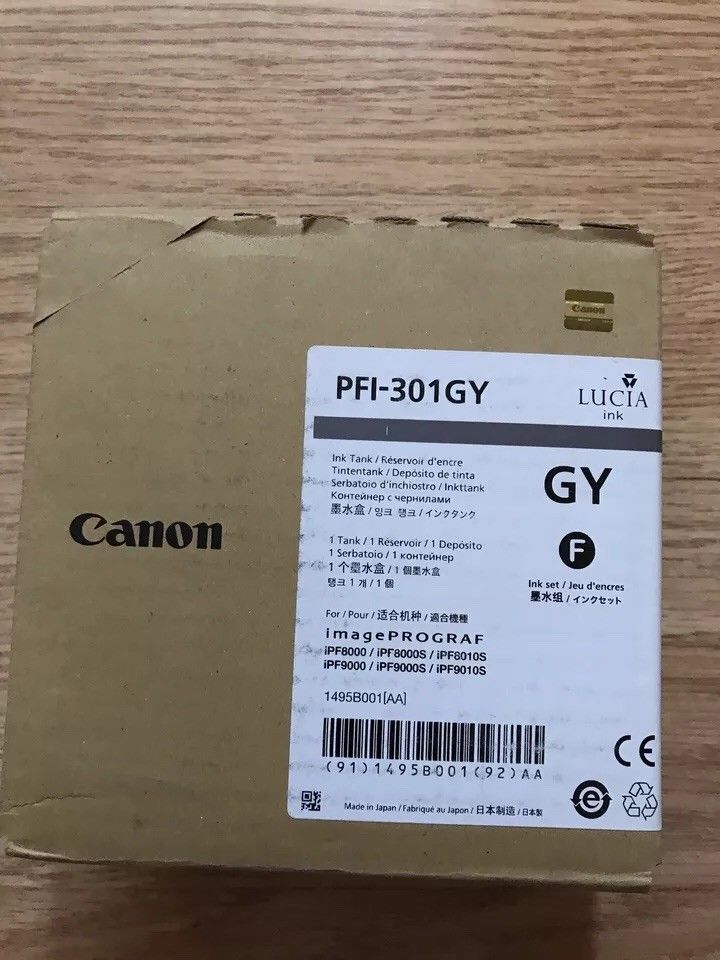 Canon
PFI-301GY
LUCIA
ink
Ink Tank / Réservoir d'encre
Tintentank / Depósito de tinta
Serbatoio d'inchiostro / Inkttank
Контейнер с чернилами
墨水盒 / 잉크 탱크 / インクタンク
GY
F
Canon
1 Tank / 1 Réservoir / 1 Depósito
1 Serbatoio / 1 контейнер
1 个墨水盒 / 1 個墨水盒
탱크 1 개 / 1 個
Ink set / Jeu d'encres
墨水组 / インクセット
For / Pour / 适合机种 / 適合機種
imagePROGRAF
iPF8000 / iPF8000S / iPF8010S
iPF9000 / iPF9000S / iPF9010S
1495B001[AA]
(91)1495B001(92)AA
CE
e
Made in Japan / Fabriqué au Japon / 日本制造 / 日本製